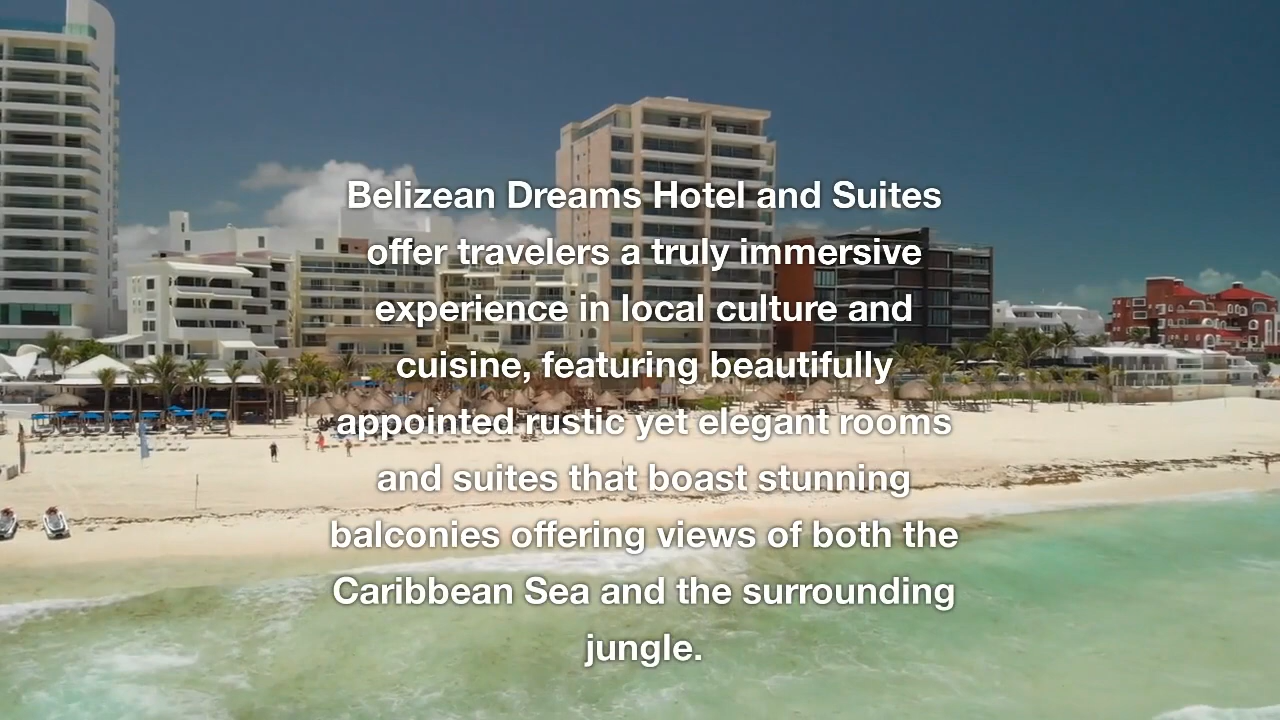 Belizean Dreams Hotel and Suites
offer travelers a truly immersive
experience in local culture and
cuisine, featuring beautifully
appointed rustic yet elegant rooms
and suites that boast stunning
balconies offering views of both the
Caribbean Sea and the surrounding
jungle.